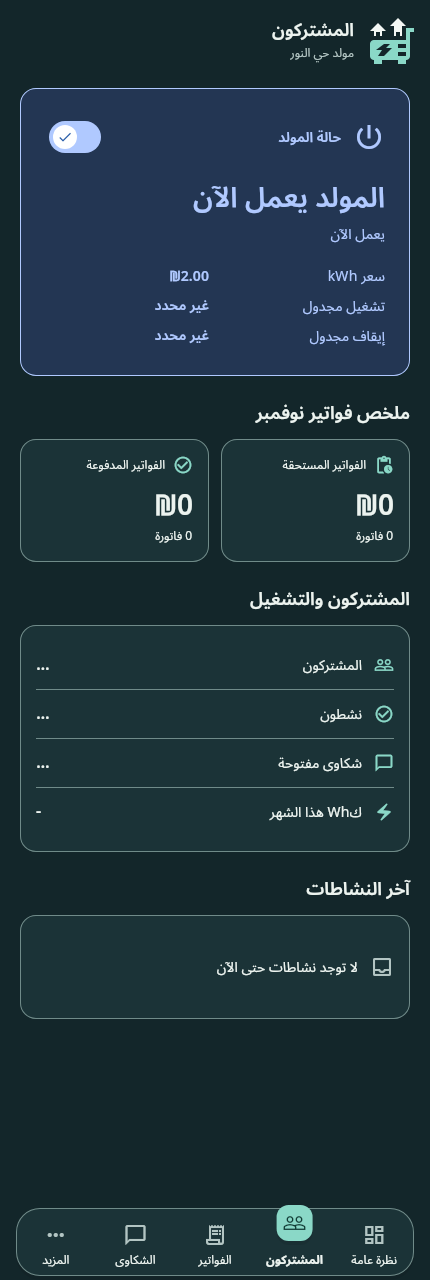 المشتركون
مولد حي النور
حالة المولد
المولد يعمل الآن
يعمل الآن
سعر kWh ₪2.00
تشغيل مجدول غير محدد
إيقاف مجدول غير محدد
ملخص فواتير نوفمبر
الفواتير المستحقة
₪0
0 فاتورة
الفواتير المدفوعة
₪0
0 فاتورة
المشتركون والتشغيل
المشتركون ...
نشطون ...
شكاوى مفتوحة ...
كWh هذا الشهر -
آخر النشاطات
لا توجد نشاطات حتى الآن
نظرة عامة
المشتركون
الفواتير
الشكاوى
المزيد